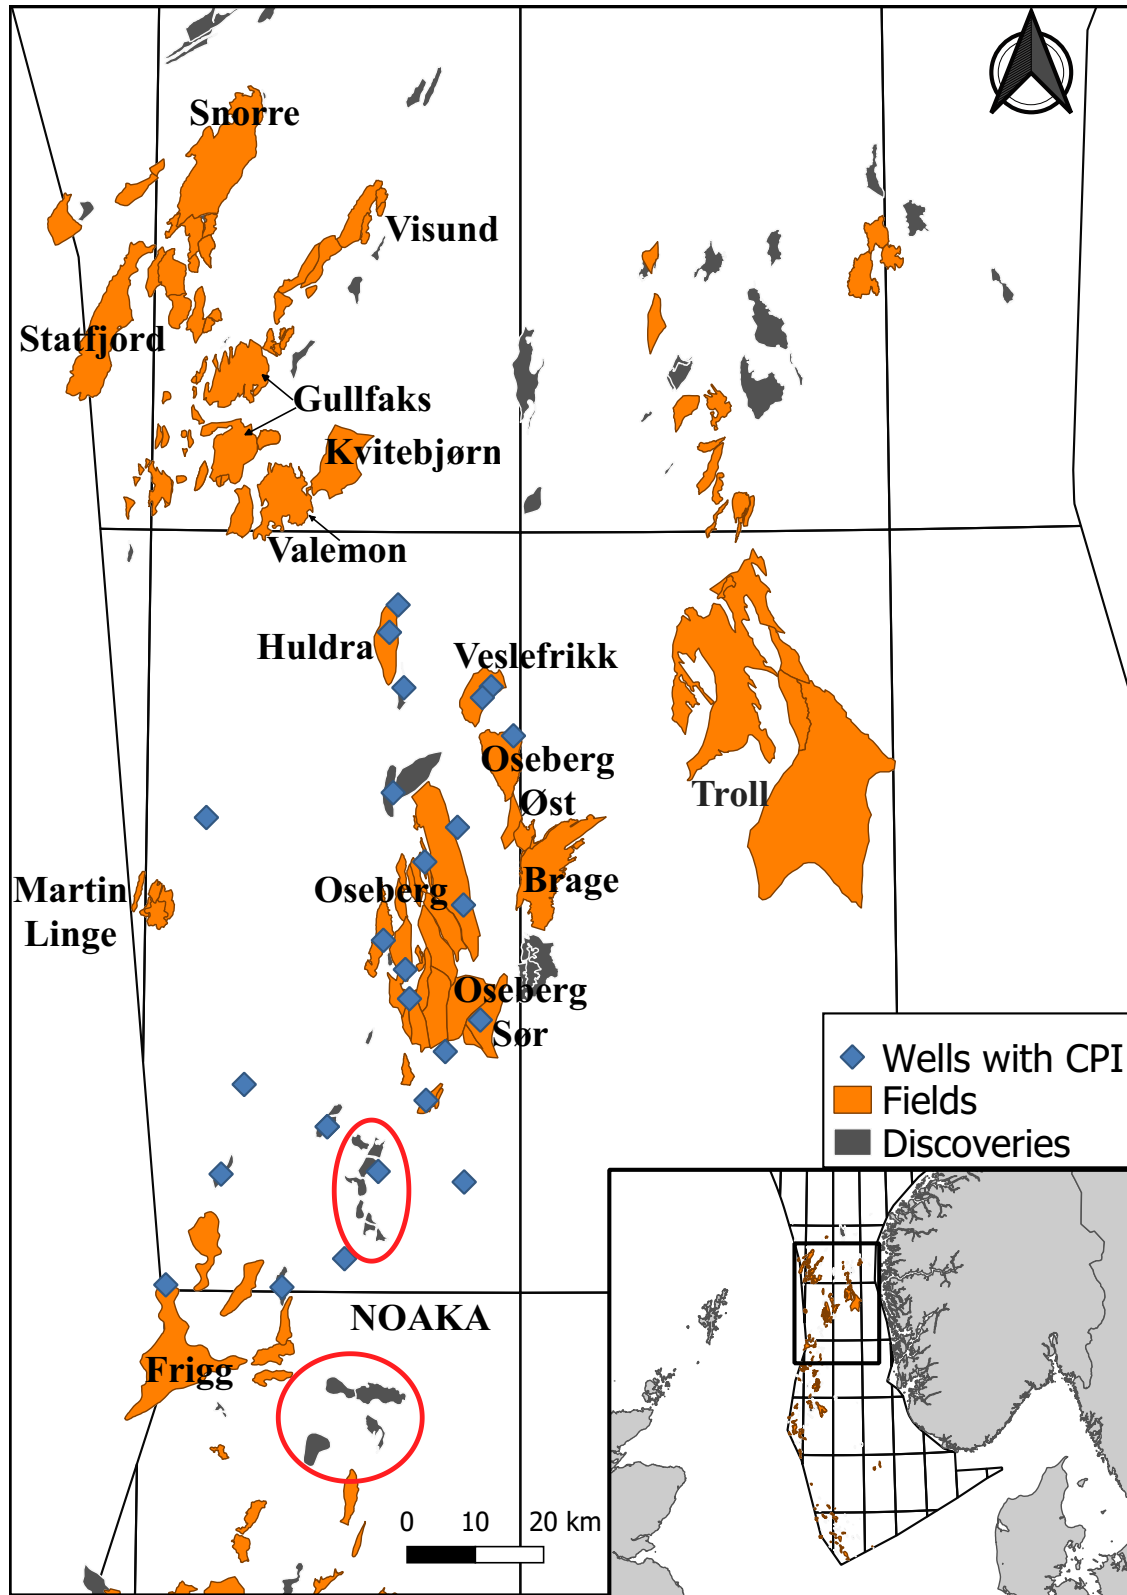 Snorre
Visund
Statfjord
Gullfaks
Kvitebjørn
Valemon
Huldra
Veslefrikk
Oseberg
Øst
Troll
Martin
Linge
Oseberg
Brage
Oseberg
Sør
Wells with CPI
Fields
Discoveries
NOAKA
Frigg
0 10 20 km